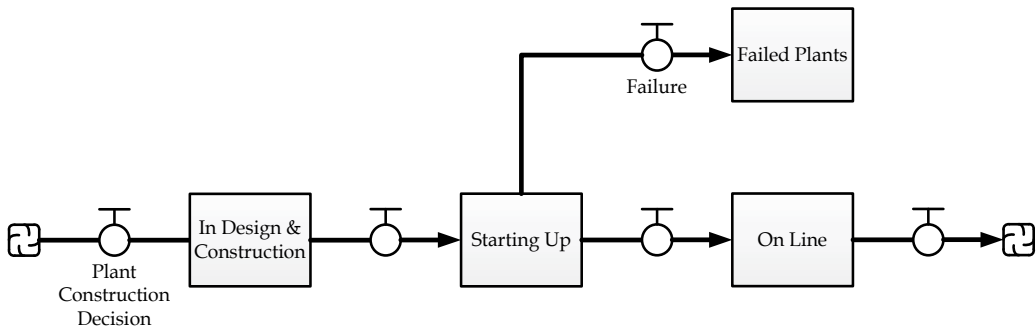 Failed Plants
Failure
In Design &
Construction
Starting Up
On Line
Plant
Construction
Decision